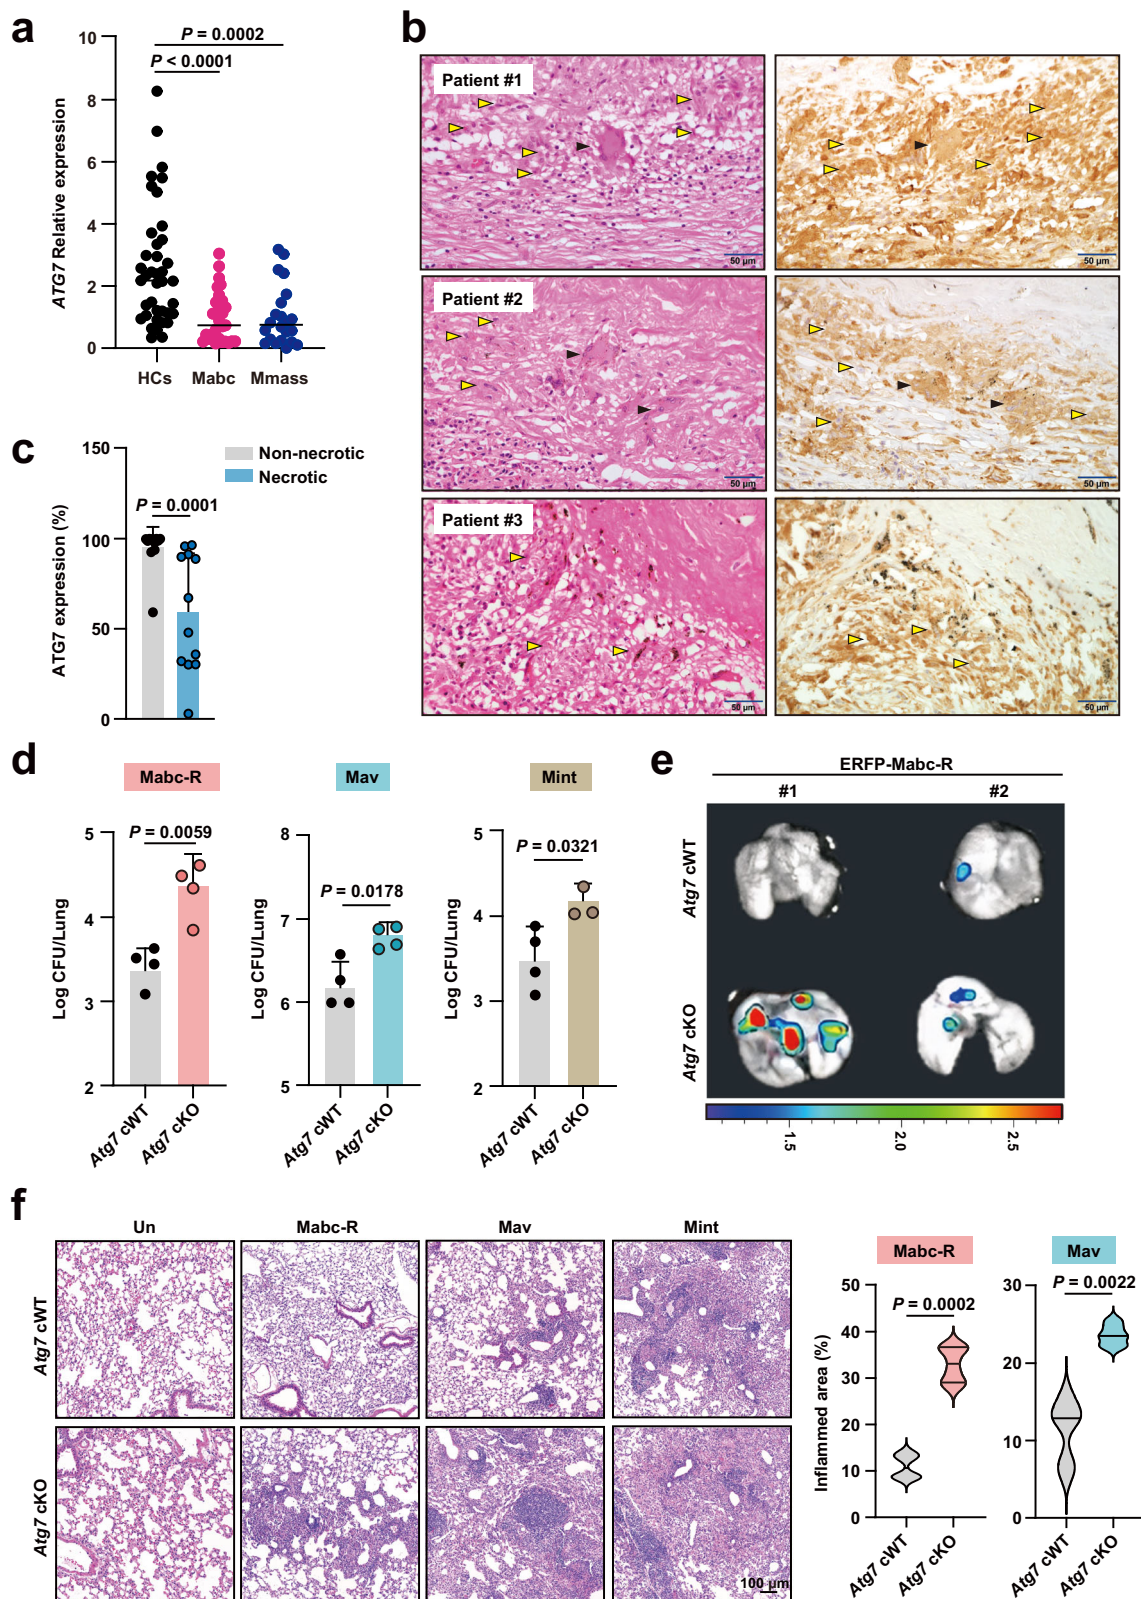 a
ATG7 Relative expression
10
8
6
4
2
0
P = 0.0002
P < 0.0001
HCs Mabc Mmass
b
Patient #1
50 µm
50 µm
Patient #2
50 µm
50 µm
Patient #3
50 µm
50 µm
c
ATG7 expression (%)
150
100
50
0
Non-necrotic
Necrotic
P = 0.0001
d
Mabc-R
Log CFU/Lung
5
4
3
2
P = 0.0059
Atg7 cWT
Atg7 cKO
Mav
Log CFU/Lung
8
7
6
5
P = 0.0178
Atg7 cWT
Atg7 cKO
Mint
Log CFU/Lung
5
4
3
2
P = 0.0321
Atg7 cWT
Atg7 cKO
e
ERFP-Mabc-R
#1 #2
Atg7 cWT
Atg7 cKO
1.5 2.0 2.5
f
Un Mabc-R Mav Mint
Atg7 cWT
Atg7 cKO
100 µm
Mabc-R
Inflammed area (%)
50
40
30
20
10
0
P = 0.0002
Atg7 cWT
Atg7 cKO
Mav
30
20
10
0
P = 0.0022
Atg7 cWT
Atg7 cKO